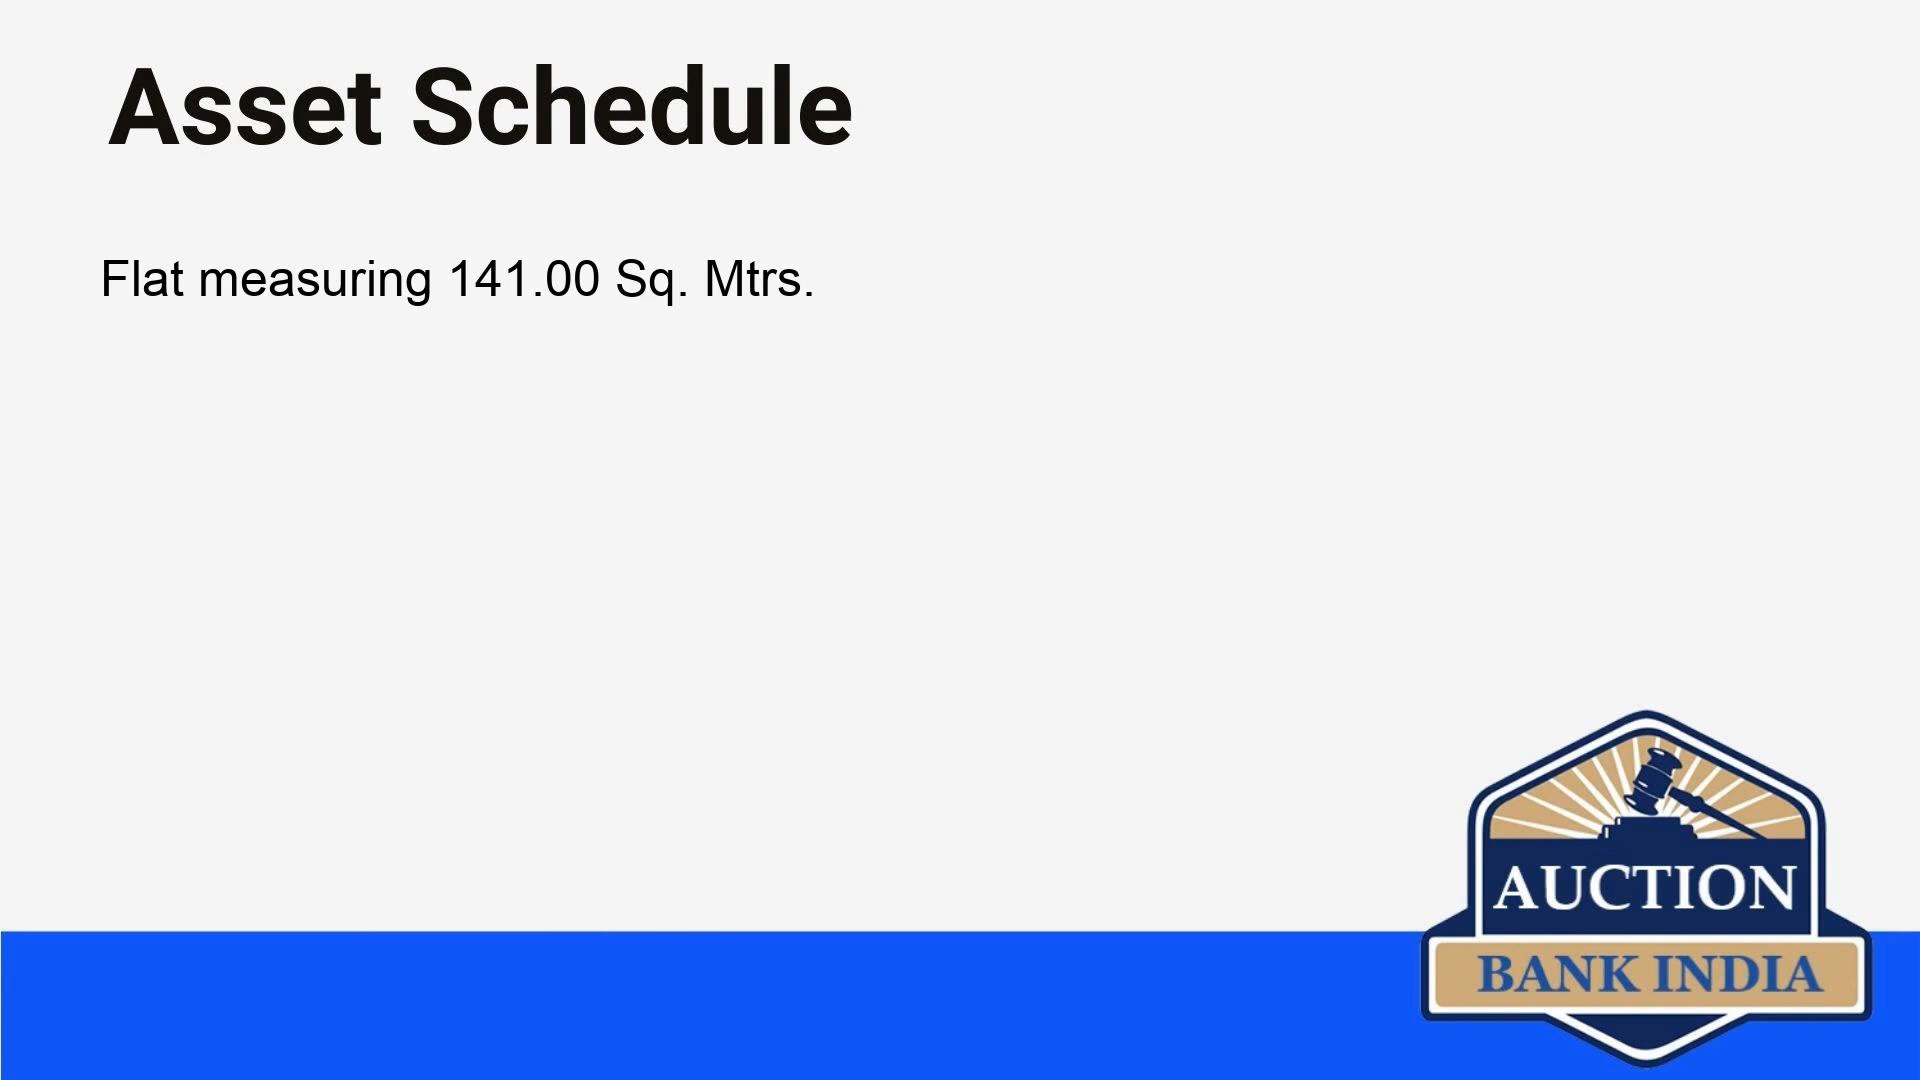 Asset Schedule
Flat measuring 141.00 Sq. Mtrs.
AUCTION
BANK INDIA